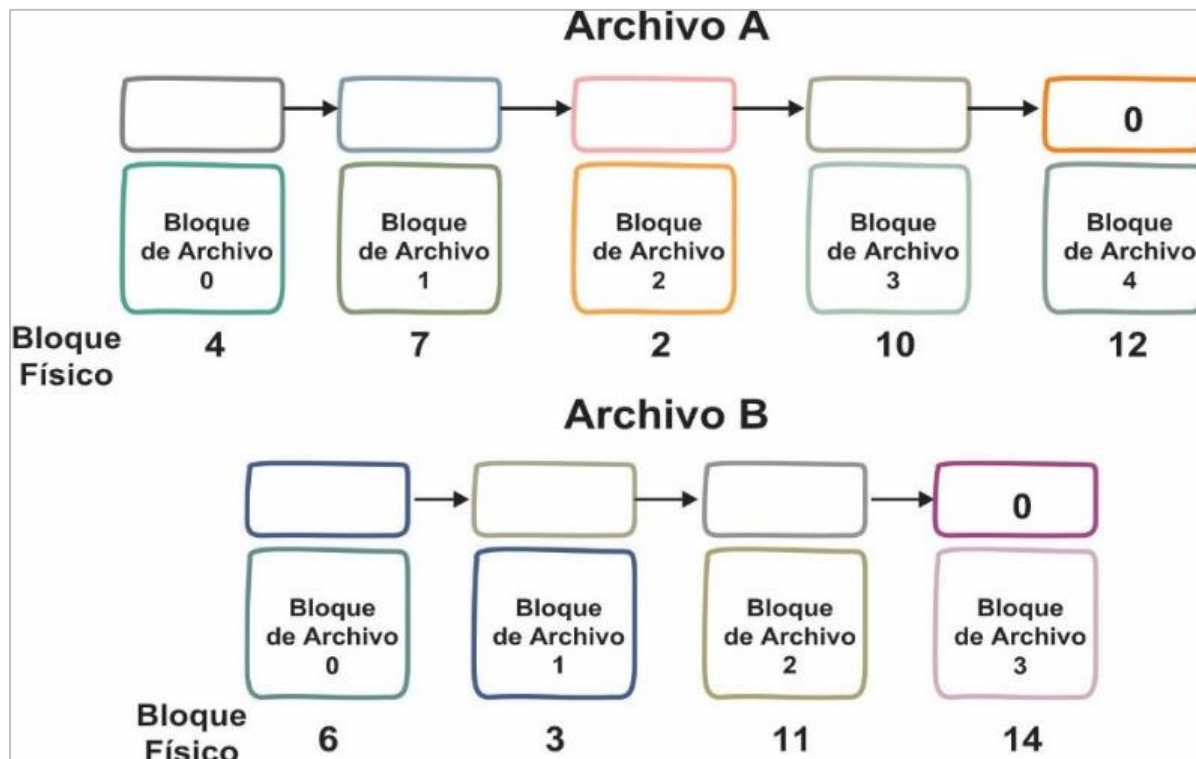 Archivo A
0
Bloque
de Archivo
0
Bloque
de Archivo
1
Bloque
de Archivo
2
Bloque
de Archivo
3
Bloque
de Archivo
4
Bloque
Físico
4
7
2
10
12
Archivo B
0
Bloque
de Archivo
0
Bloque
de Archivo
1
Bloque
de Archivo
2
Bloque
de Archivo
3
Bloque
Físico
6
3
11
14